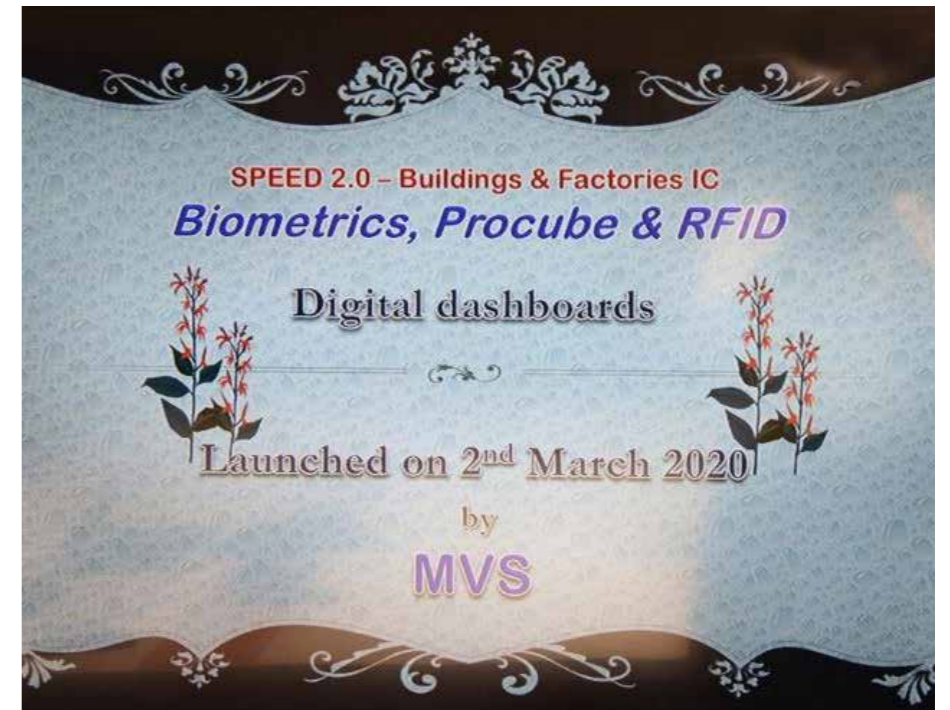 SPEED 2.0 – Buildings & Factories IC
Biometrics, Procube & RFID
Digital dashboards
Launched on 2nd March 2020
by
MVS